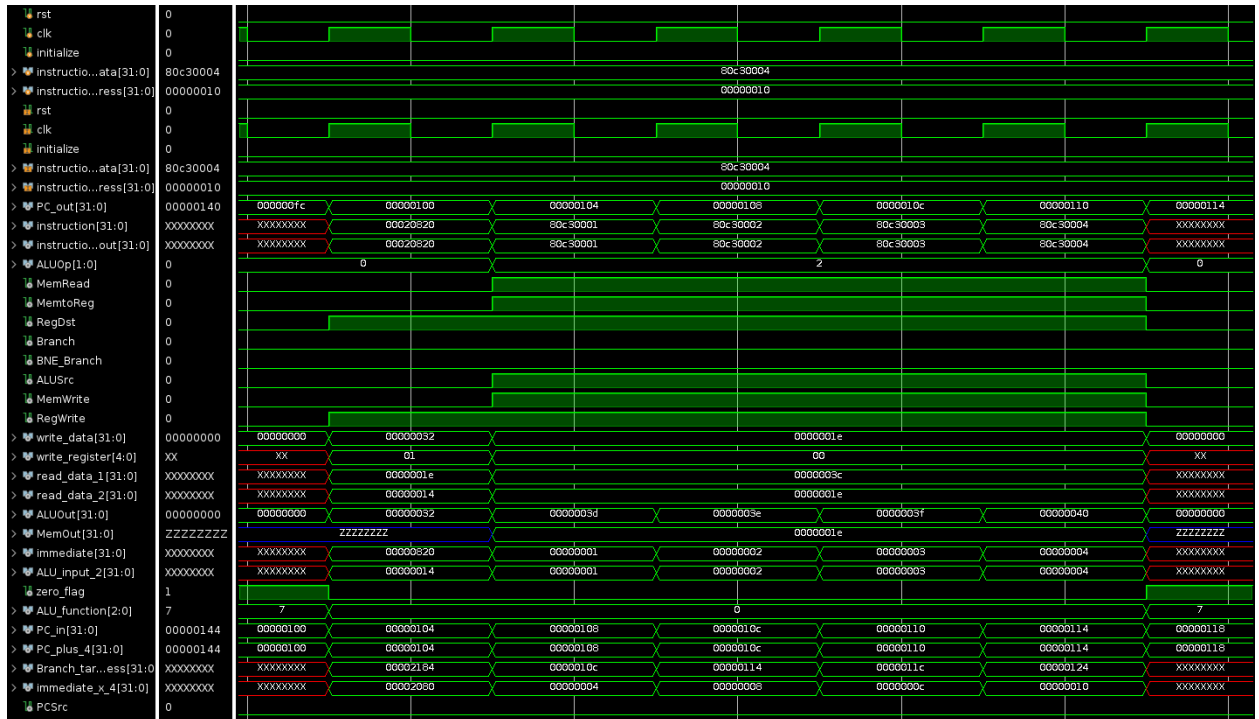 rst 0
clk 0
initialize 0
instructio...ata[31:0] 80c30004 80c30004
instructio...ress[31:0] 00000010 00000010
rst 0
clk 0
initialize 0
instructio...ata[31:0] 80c30004 80c30004
instructio...ress[31:0] 00000010 00000010
PC_out[31:0] 00000140 000000fc 00000100 00000104 00000108 0000010c 00000110 00000114
instruction[31:0] XXXXXXXX XXXXXXXX 00020820 80c30001 80c30002 80c30003 80c30004 XXXXXXXX
instructio...out[31:0] XXXXXXXX XXXXXXXX 00020820 80c30001 80c30002 80c30003 80c30004 XXXXXXXX
ALUOp[1:0] 0 0 2 0
MemRead 0
MemtoReg 0
RegDst 0
Branch 0
BNE_Branch 0
ALUSrc 0
MemWrite 0
RegWrite 0
write_data[31:0] 00000000 00000000 00000032 0000001e 00000000
write_register[4:0] XX XX 01 00 XX
read_data_1[31:0] XXXXXXXX XXXXXXXX 0000001e 0000003c XXXXXXXX
read_data_2[31:0] XXXXXXXX XXXXXXXX 00000014 0000001e XXXXXXXX
ALUOut[31:0] 00000000 00000000 00000032 0000003d 0000003e 0000003f 00000040 00000000
MemOut[31:0] ZZZZZZZZ ZZZZZZZZ 0000001e ZZZZZZZZ
immediate[31:0] XXXXXXXX XXXXXXXX 00000820 00000001 00000002 00000003 00000004 XXXXXXXX
ALU_input_2[31:0] XXXXXXXX XXXXXXXX 00000014 00000001 00000002 00000003 00000004 XXXXXXXX
zero_flag 1
ALU_function[2:0] 7 7 0 7
PC_in[31:0] 00000144 00000100 00000104 00000108 0000010c 00000110 00000114 00000118
PC_plus_4[31:0] 00000144 00000100 00000104 00000108 0000010c 00000110 00000114 00000118
Branch_tar...ess[31:0 XXXXXXXX XXXXXXXX 00002184 0000010c 00000114 0000011c 00000124 XXXXXXXX
immediate_x_4[31:0] XXXXXXXX XXXXXXXX 00002080 00000004 00000008 0000000c 00000010 XXXXXXXX
PCSrc 0